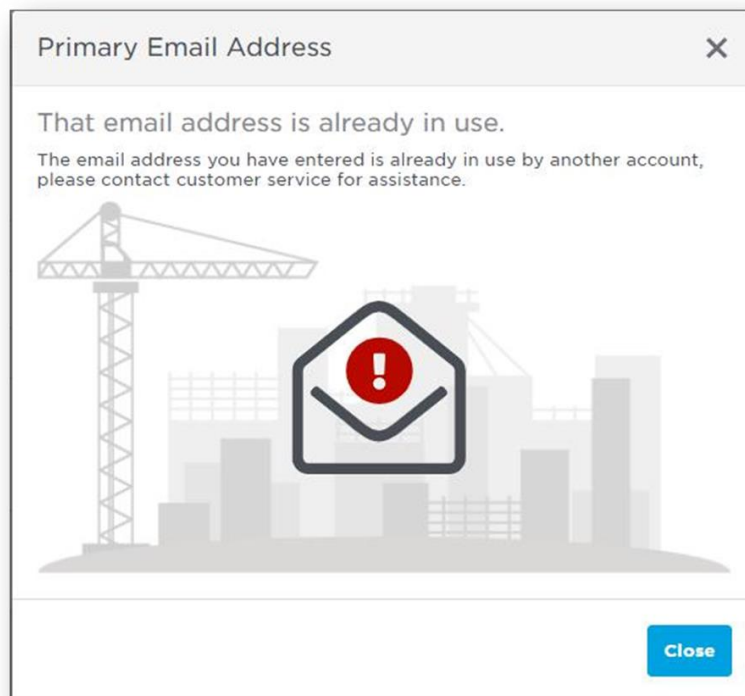 Primary Email Address
That email address is already in use.
The email address you have entered is already in use by another account,
please contact customer service for assistance.
Close